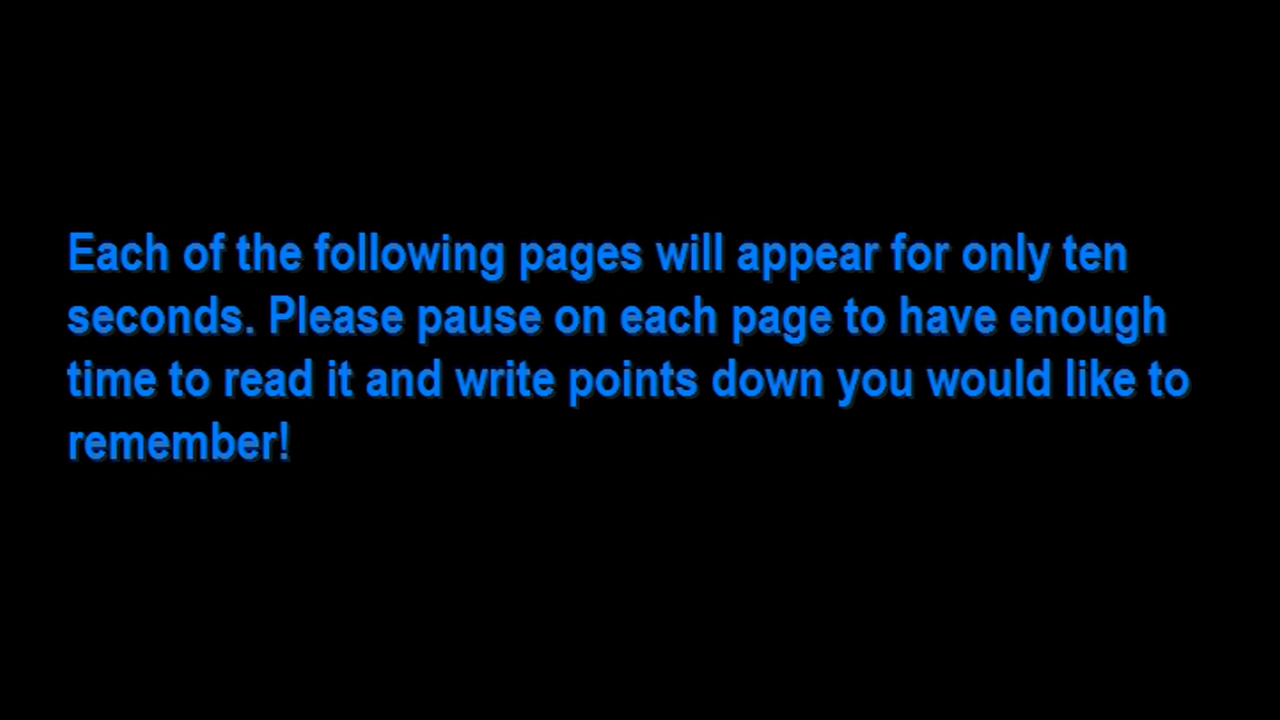 Each of the following pages will appear for only ten
seconds. Please pause on each page to have enough
time to read it and write points down you would like to
remember!